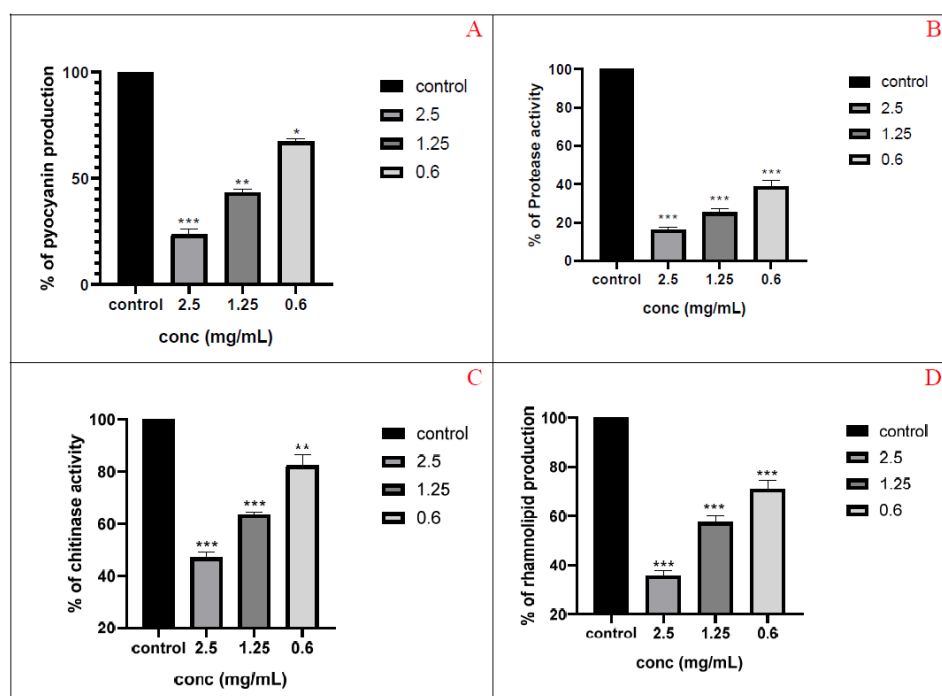 A
% of pyocyanin production
100
50
0
***
**
*
control 2.5 1.25 0.6
conc (mg/mL)
control
2.5
1.25
0.6
B
% of Protease activity
100
80
60
40
20
0
*** *** ***
control 2.5 1.25 0.6
conc (mg/mL)
control
2.5
1.25
0.6
C
% of chitinase activity
100
80
60
40
20
***
***
**
control 2.5 1.25 0.6
conc (mg/mL)
control
2.5
1.25
0.6
D
% of rhamnolipid production
100
80
60
40
20
***
***
***
control 2.5 1.25 0.6
conc (mg/mL)
control
2.5
1.25
0.6